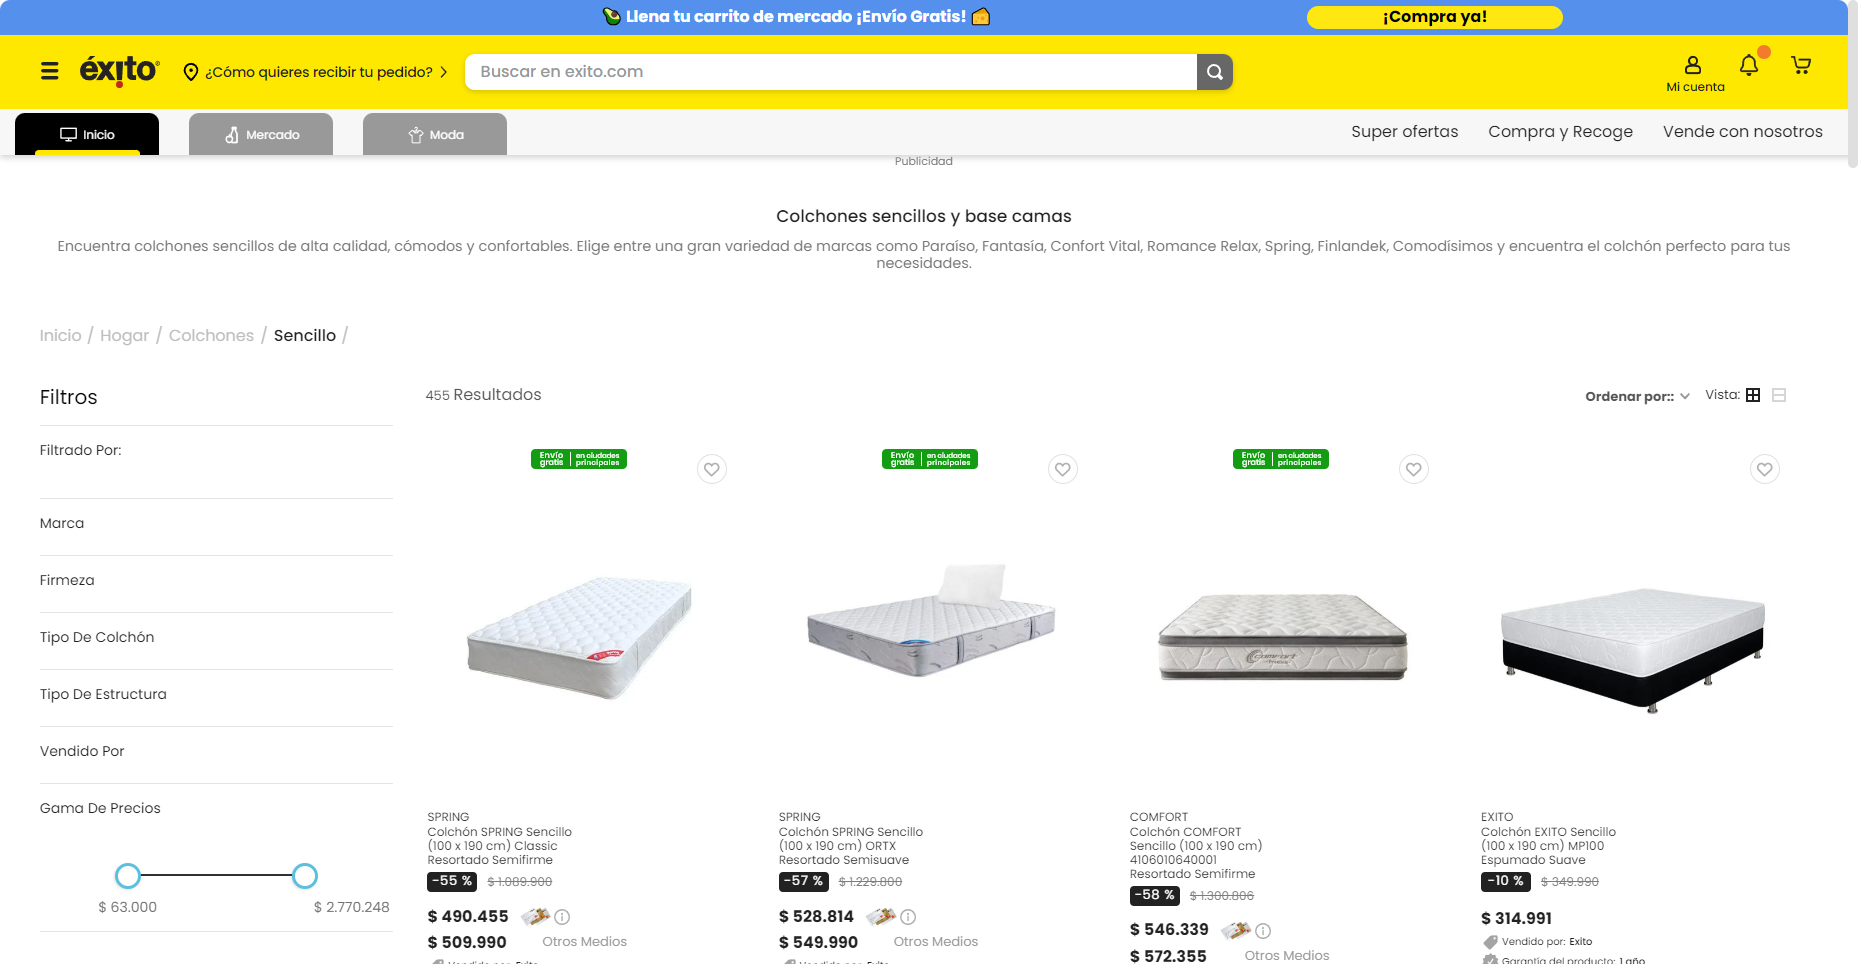 Llena tu carrito de mercado ¡Envío Gratis!
¡Compra ya!
éxito
¿Cómo quieres recibir tu pedido?
Buscar en exito.com
Mi cuenta
Inicio
Mercado
Moda
Super ofertas
Compra y Recoge
Vende con nosotros
Publicidad
Colchones sencillos y base camas
Encuentra colchones sencillos de alta calidad, cómodos y confortables. Elige entre una gran variedad de marcas como Paraíso, Fantasía, Confort Vital, Romance Relax, Spring, Finlandek, Comodísimos y encuentra el colchón perfecto para tus
necesidades.
Inicio / Hogar / Colchones / Sencillo /
Filtros
Filtrado Por:
Marca
Firmeza
Tipo De Colchón
Tipo De Estructura
Vendido Por
Gama De Precios
$ 63.000
$ 2.770.248
455 Resultados
Ordenar por::
Vista:
Envío gratis | en ciudades principales
Envío gratis | en ciudades principales
Envío gratis | en ciudades principales
Comfort
SPRING
Colchón SPRING Sencillo
(100 x 190 cm) Classic
Resortado Semifirme
-55 % $ 1.089.900
$ 490.455
$ 509.990 Otros Medios
Vendido por: Exito
SPRING
Colchón SPRING Sencillo
(100 x 190 cm) ORTX
Resortado Semisuave
-57 % $ 1.229.800
$ 528.814
$ 549.990 Otros Medios
Vendido por: Exito
COMFORT
Colchón COMFORT
Sencillo (100 x 190 cm)
4106010640001
Resortado Semifirme
-58 % $ 1.300.806
$ 546.339
$ 572.355 Otros Medios
EXITO
Colchón EXITO Sencillo
(100 x 190 cm) MP100
Espumado Suave
-10 % $ 349.990
$ 314.991
Vendido por: Exito
Garantía del producto: 1 año